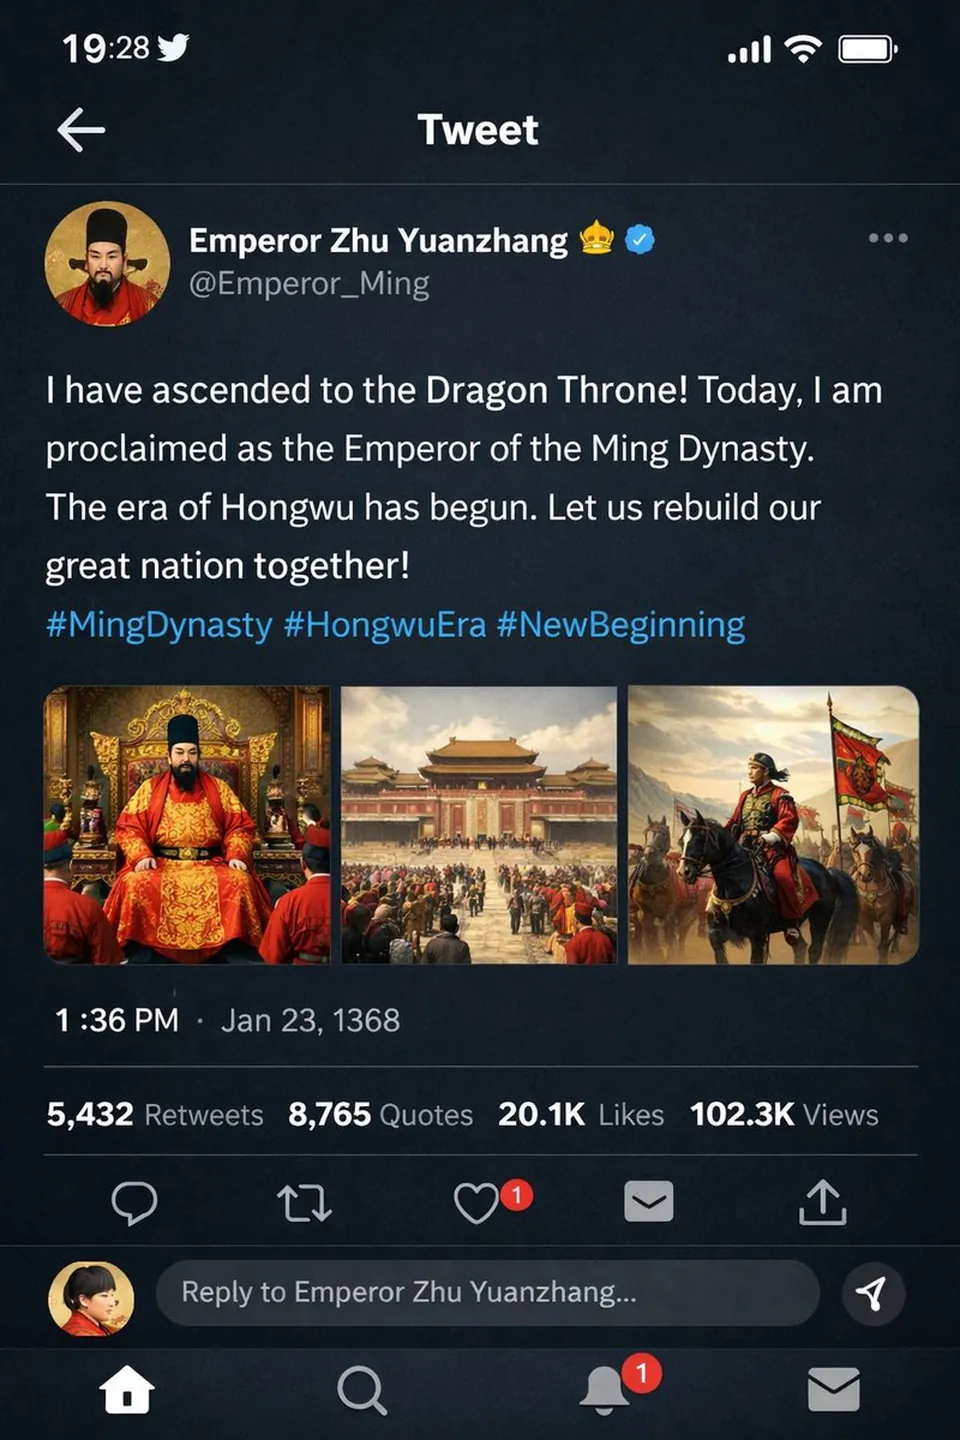 19:28
Tweet
Emperor Zhu Yuanzhang
@Emperor_Ming
I have ascended to the Dragon Throne! Today, I am
proclaimed as the Emperor of the Ming Dynasty.
The era of Hongwu has begun. Let us rebuild our
great nation together!
#MingDynasty #HongwuEra #NewBeginning
1 :36 PM · Jan 23, 1368
5,432 Retweets 8,765 Quotes 20.1K Likes 102.3K Views
1
Reply to Emperor Zhu Yuanzhang...
1